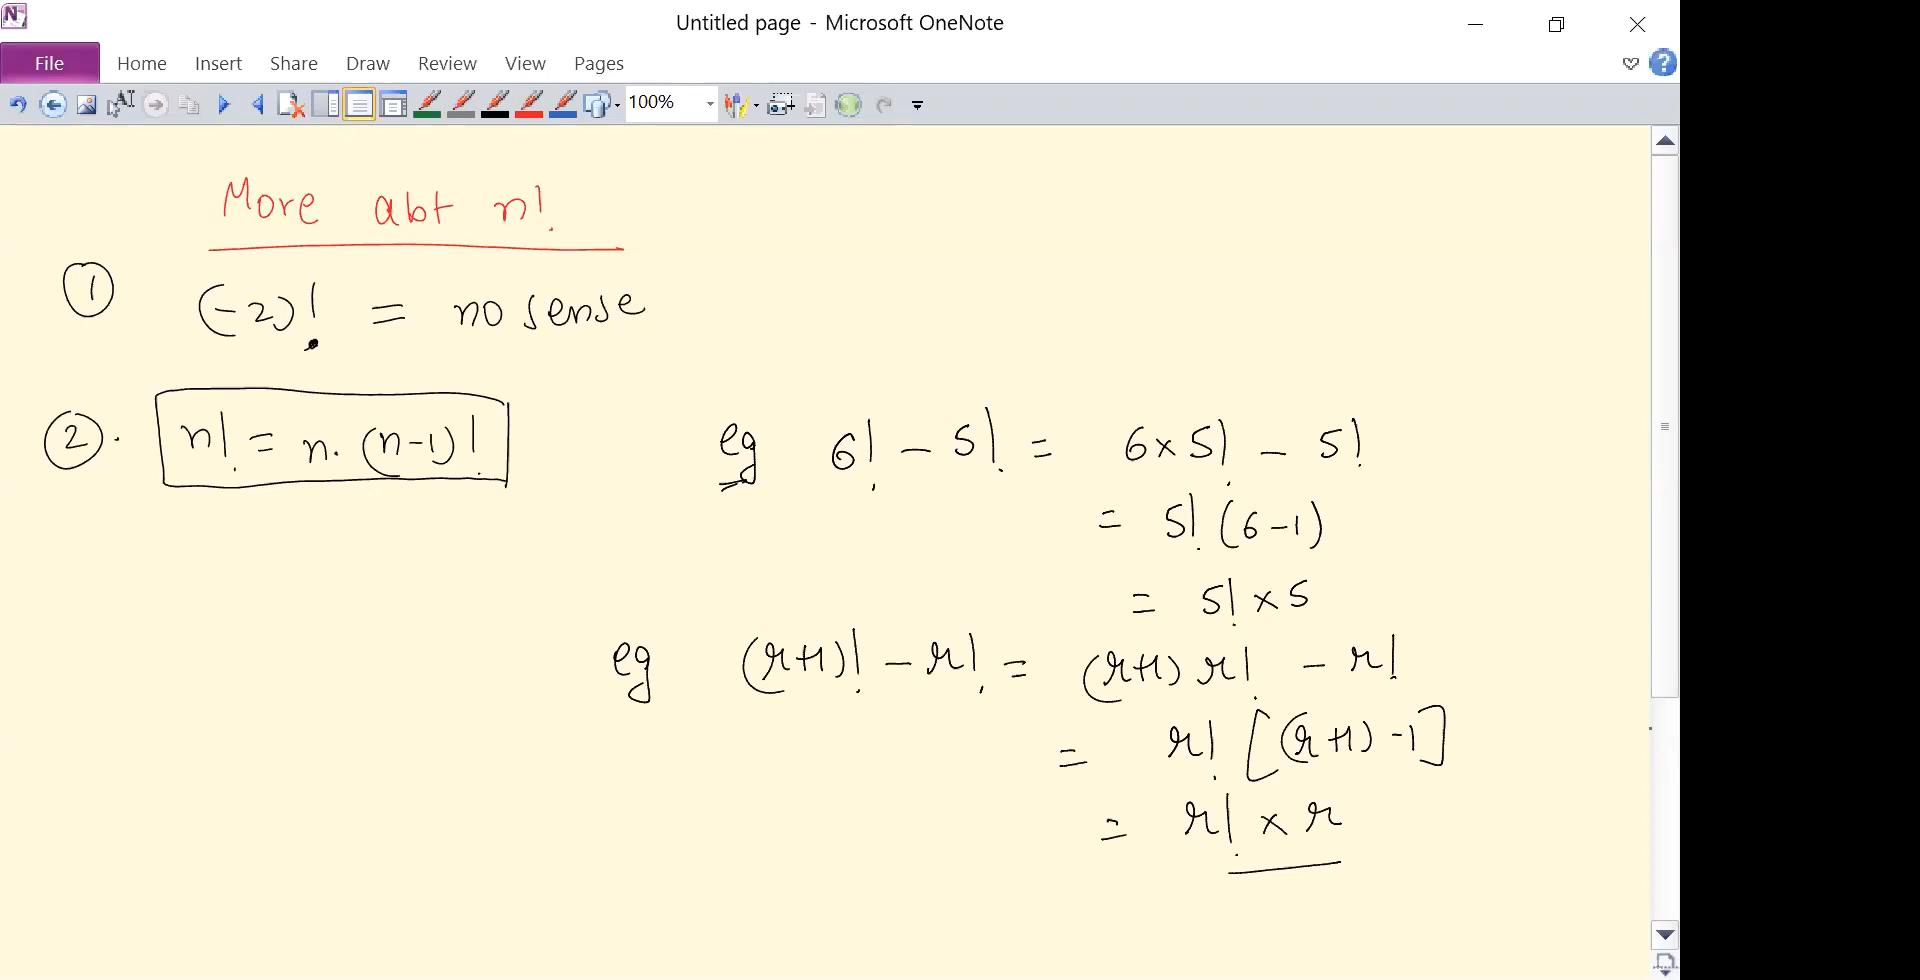 Untitled page - Microsoft OneNote
File Home Insert Share Draw Review View Pages
100%
More abt n!
① (-2)! = no sense
②. n! = n. (n-1)!
eg 6! - 5! = 6×5! - 5!
= 5! (6-1)
= 5! × 5
eg (r+1)! - r! = (r+1) r! - r!
= r! [(r+1) -1]
= r! × r